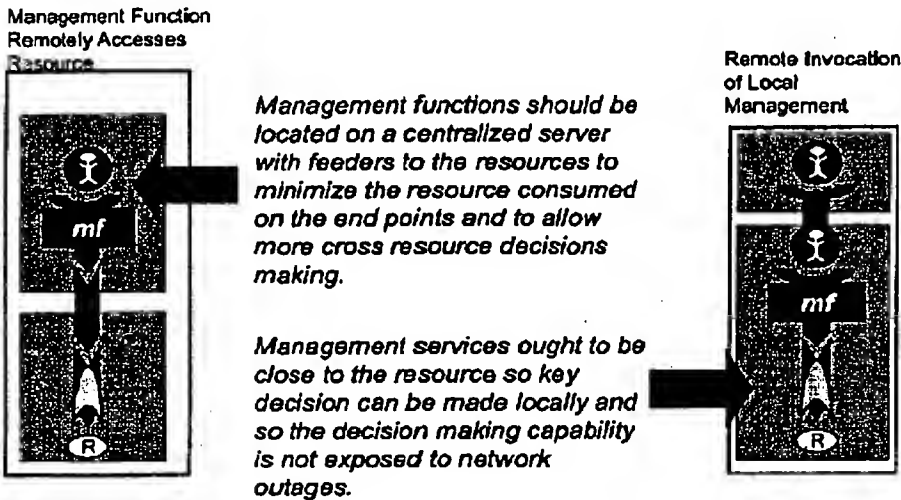 Management Function
Remotely Accesses
Resource
mf
R
Management functions should be
located on a centralized server
with feeders to the resources to
minimize the resource consumed
on the end points and to allow
more cross resource decisions
making.
Management services ought to be
close to the resource so key
decision can be made locally and
so the decision making capability
is not exposed to network
outages.
Remote Invocation
of Local
Management
mf
R